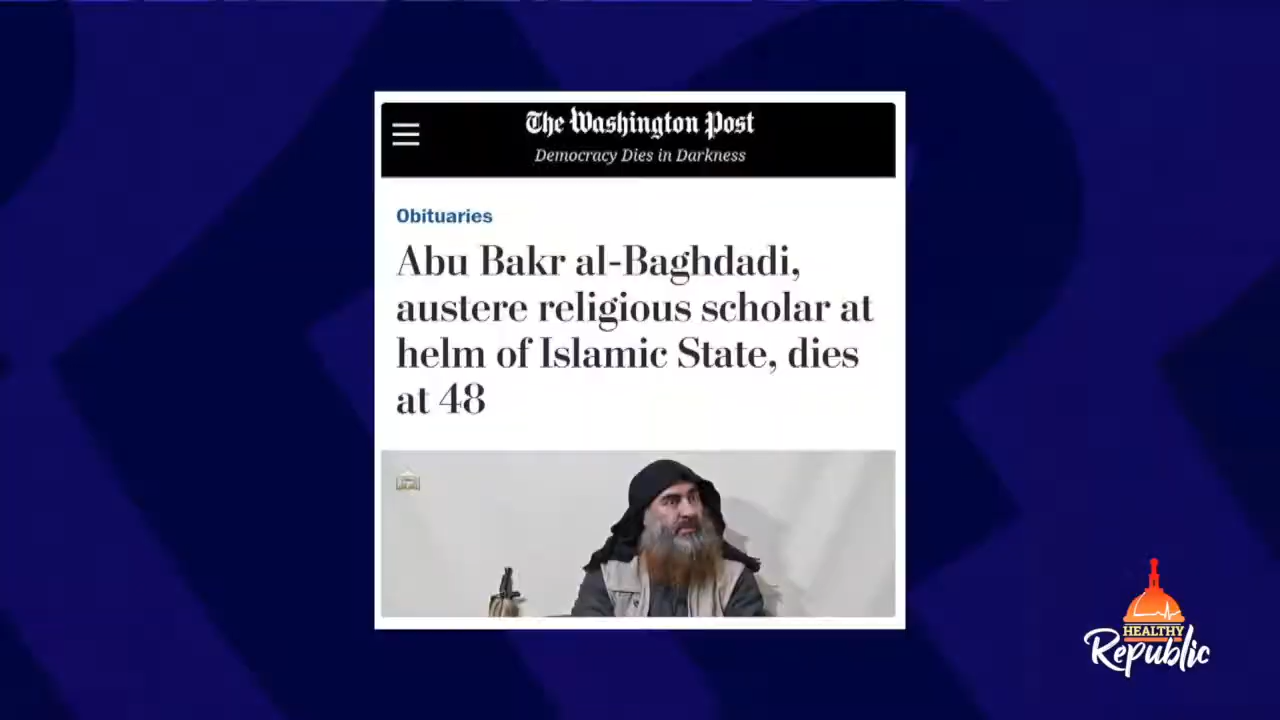 The Washington Post
Democracy Dies in Darkness
Obituaries
Abu Bakr al-Baghdadi,
austere religious scholar at
helm of Islamic State, dies
at 48
HEALTHY
Republic